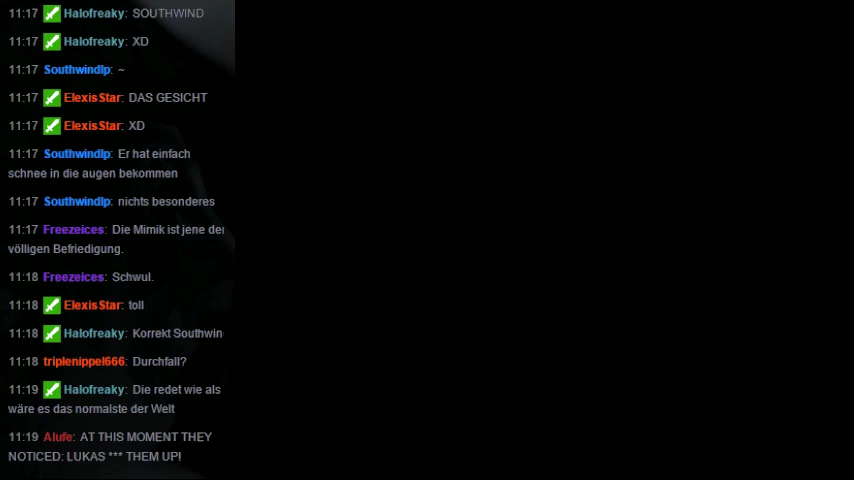 11:17 Halofreaky: SOUTHWIND
11:17 Halofreaky: XD
11:17 Southwindlp: ~
11:17 ElexisStar: DAS GESICHT
11:17 ElexisStar: XD
11:17 Southwindlp: Er hat einfach
schnee in die augen bekommen
11:17 Southwindlp: nichts besonderes
11:17 Freezeices: Die Mimik ist jene der
völligen Befriedigung.
11:18 Freezeices: Schwul.
11:18 ElexisStar: toll
11:18 Halofreaky: Korrekt Southwin
11:18 triplenippel666: Durchfall?
11:19 Halofreaky: Die redet wie als
wäre es das normalste der Welt
11:19 Alufe: AT THIS MOMENT THEY
NOTICED: LUKAS *** THEM UP!